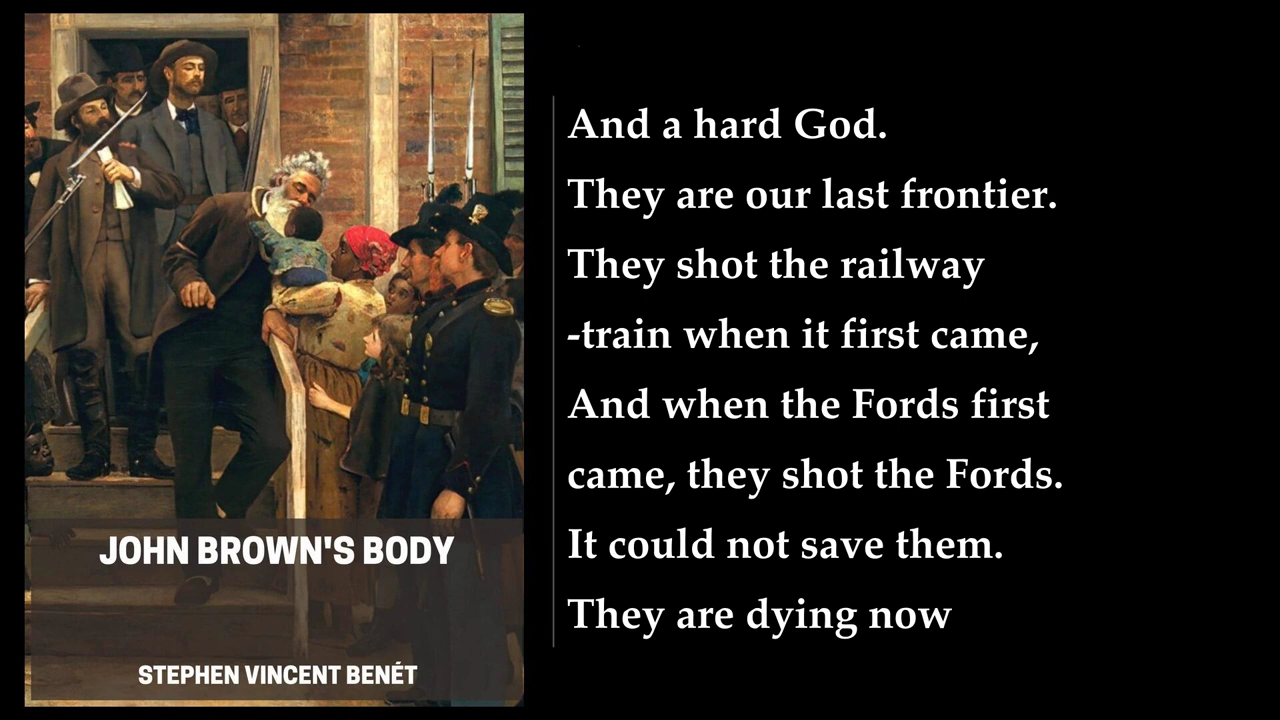 JOHN BROWN'S BODY
STEPHEN VINCENT BENÉT
And a hard God.
They are our last frontier.
They shot the railway
-train when it first came,
And when the Fords first
came, they shot the Fords.
It could not save them.
They are dying now